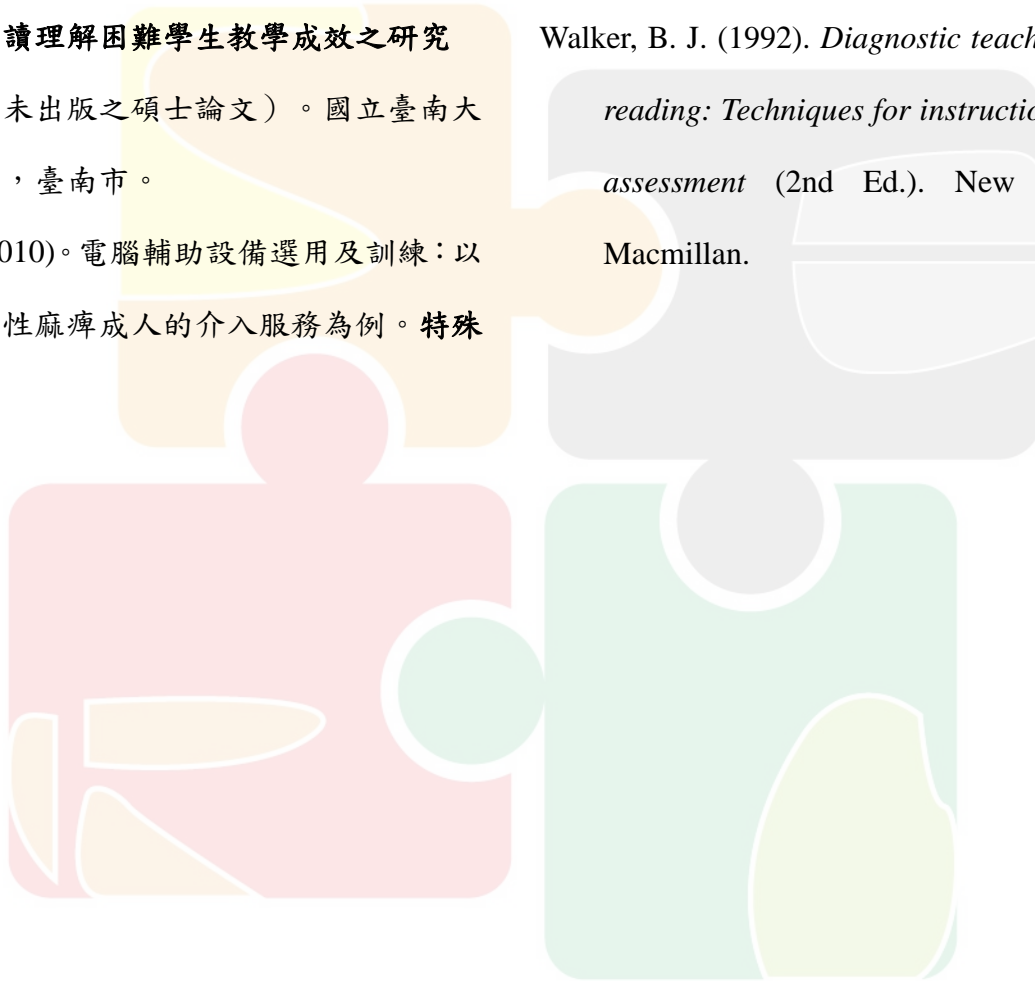 讀理解困難學生教學成效之研究
未出版之碩士論文)。國立臺南大
,臺南市。
010)。電腦輔助設備選用及訓練:以
性麻痺成人的介入服務為例。特殊
Walker, B. J. (1992). Diagnostic teach
reading: Techniques for instructio
assessment (2nd Ed.). New
Macmillan.